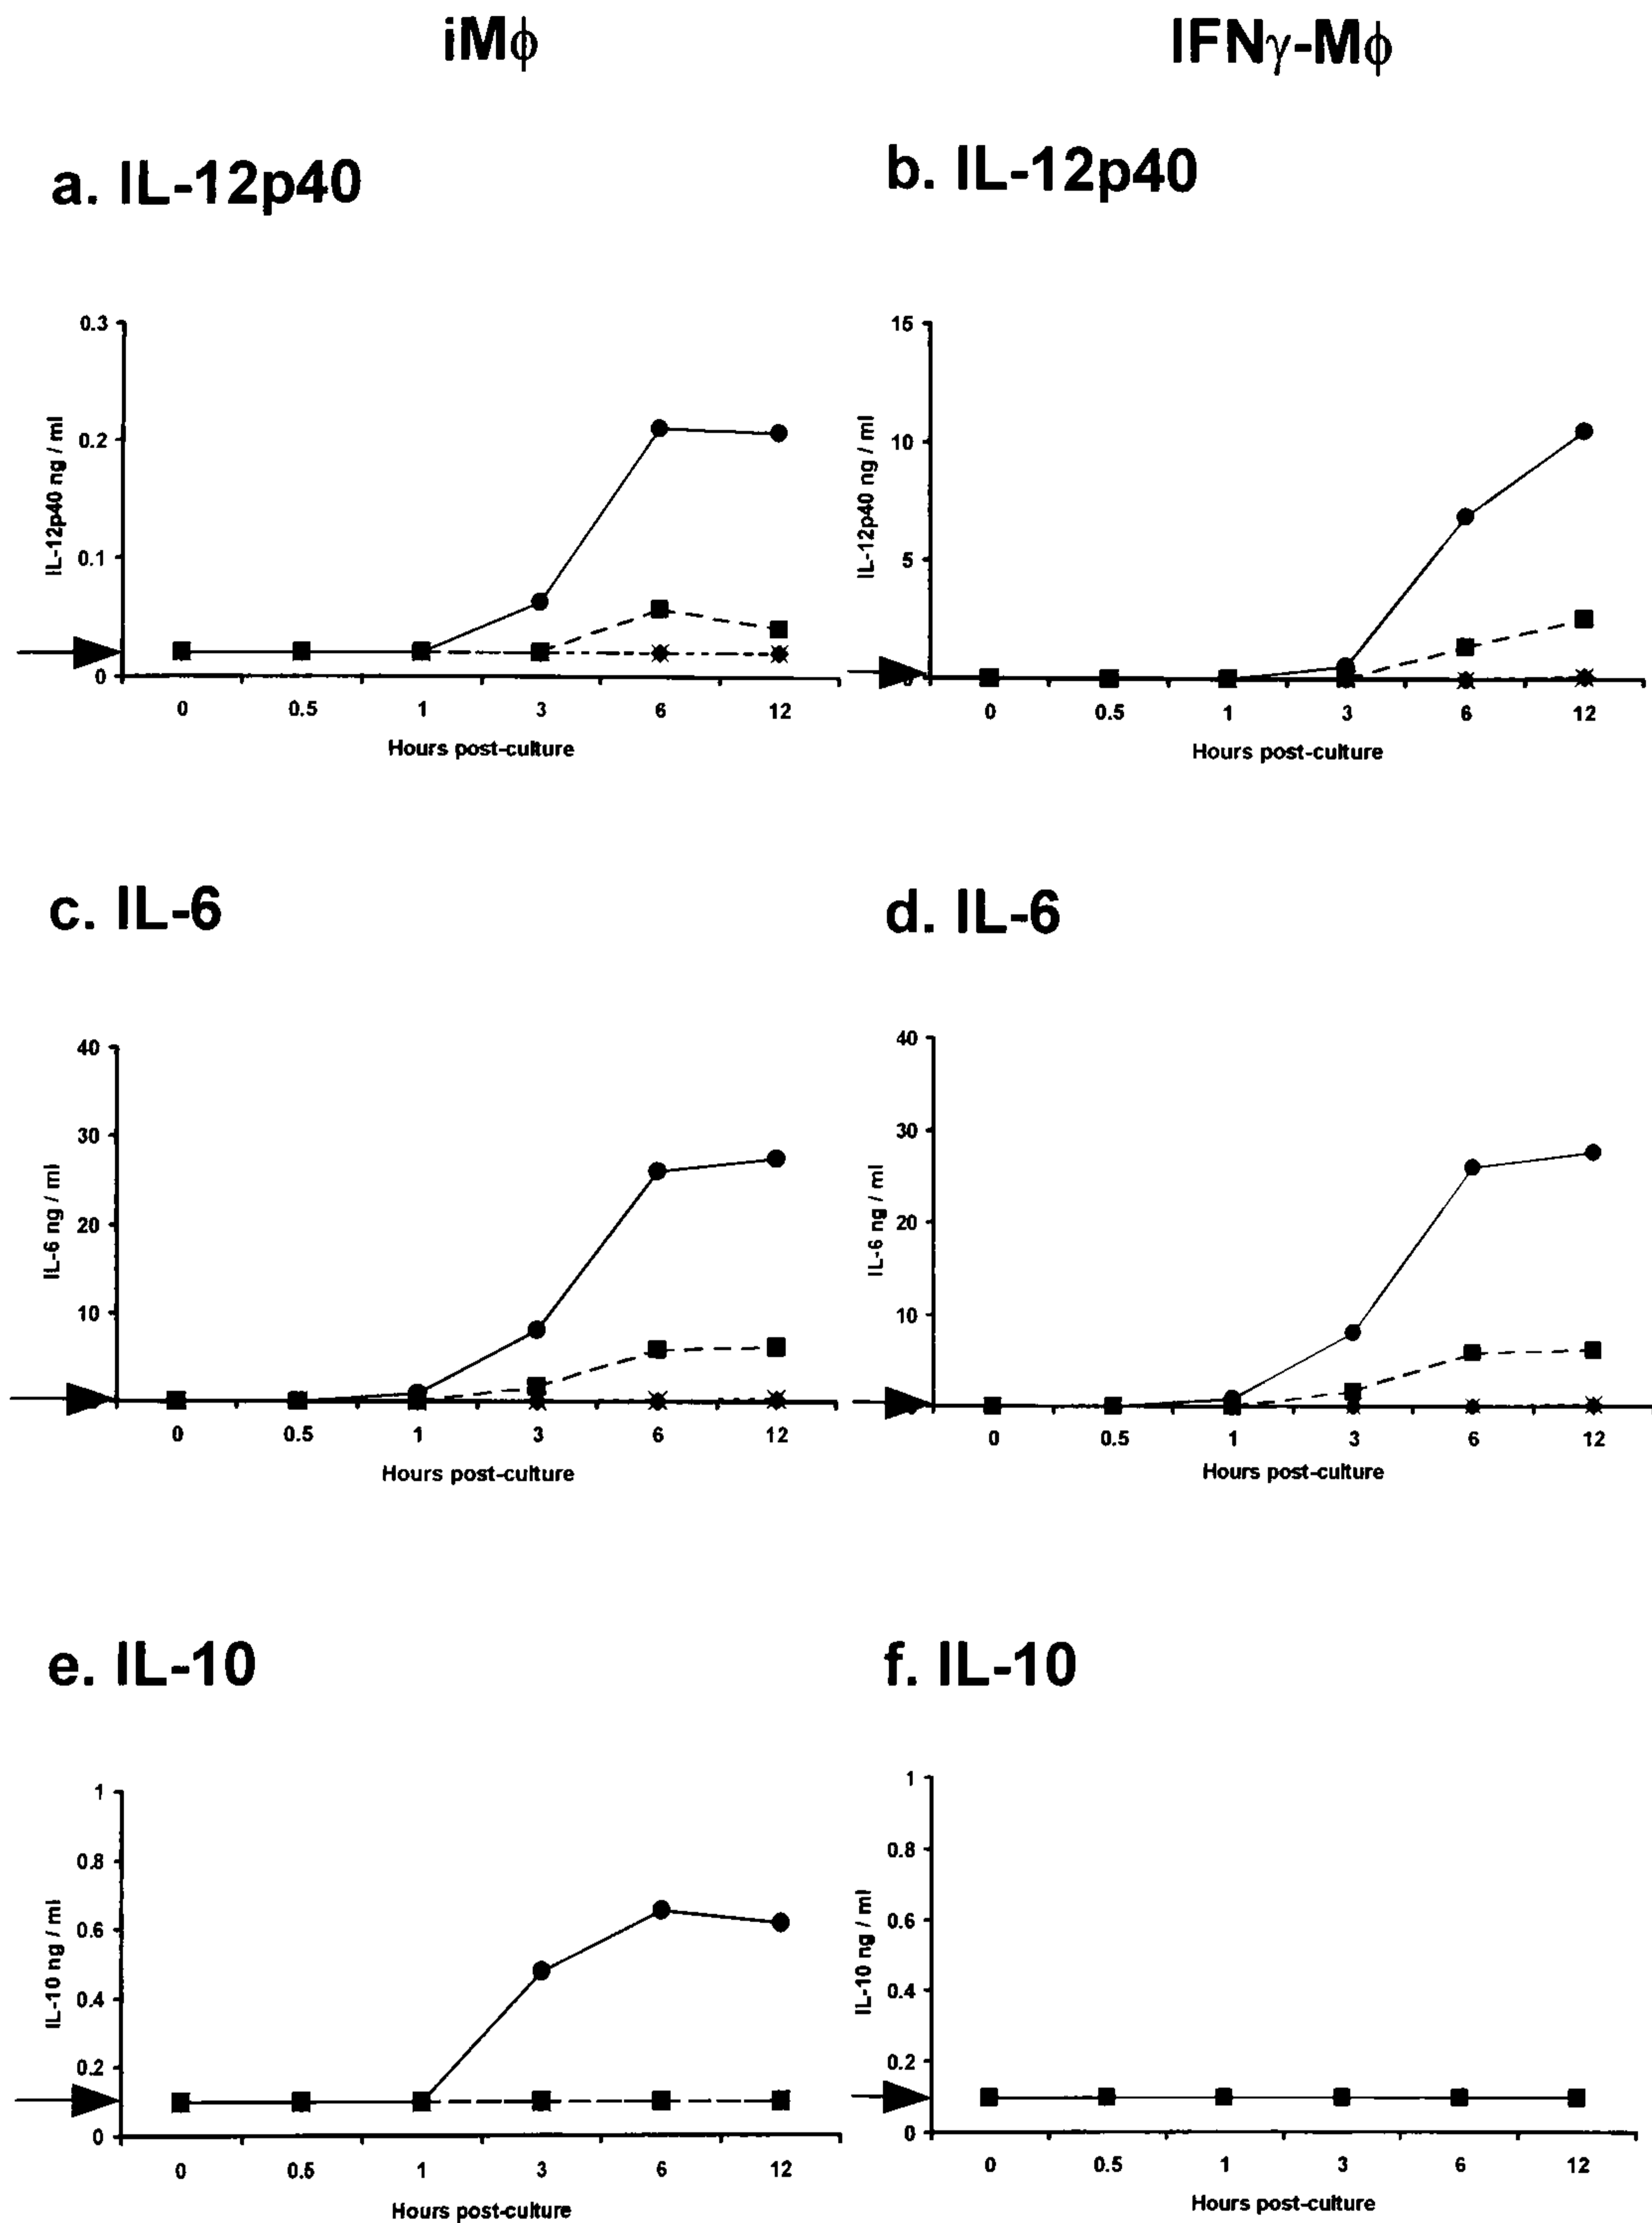 iMϕ
IFNγ-Mϕ
a. IL-12p40
b. IL-12p40
0.3
0.2
0.1
0
IL-12p40 ng / ml
0 0.5 1 3 6 12
Hours post-culture
15
10
5
0
IL-12p40 ng / ml
0 0.5 1 3 6 12
Hours post-culture
c. IL-6
d. IL-6
40
30
20
10
IL-6 ng / ml
0 0.5 1 3 6 12
Hours post-culture
40
30
20
10
IL-6 ng / ml
0 0.5 1 3 6 12
Hours post-culture
e. IL-10
f. IL-10
1
0.8
0.6
0.4
0.2
0
IL-10 ng / ml
0 0.5 1 3 6 12
Hours post-culture
1
0.8
0.6
0.4
0.2
0
IL-10 ng / ml
0 0.5 1 3 6 12
Hours post-culture